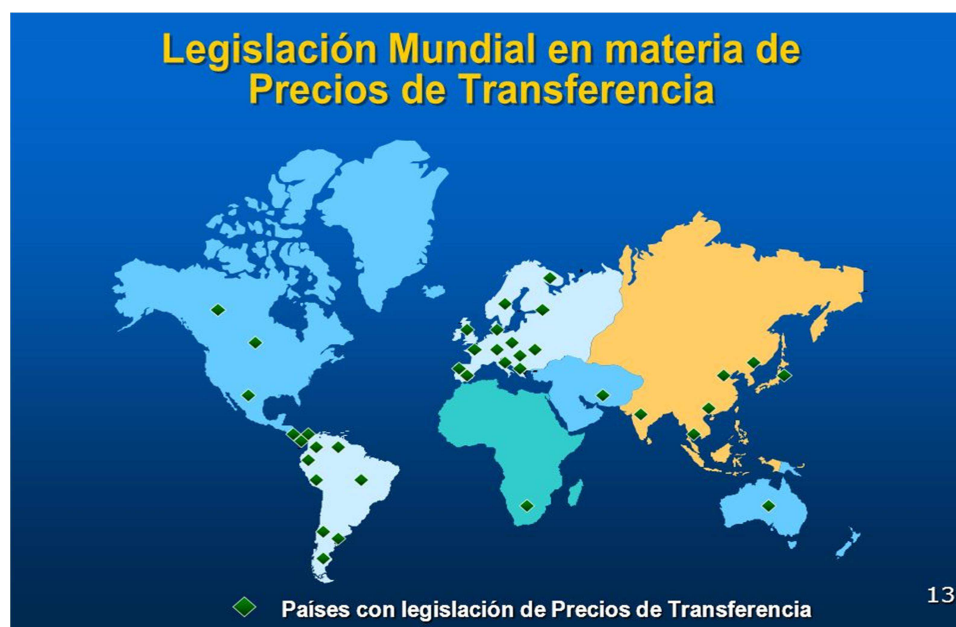 Legislación Mundial en materia de
Precios de Transferencia
Países con legislación de Precios de Transferencia
13